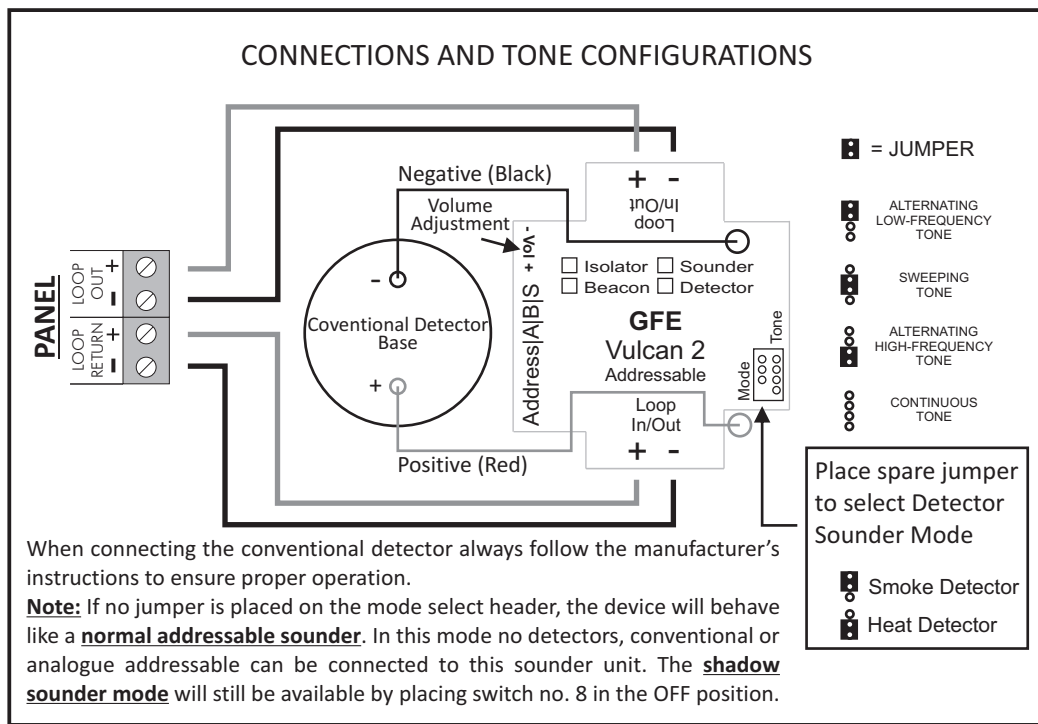 CONNECTIONS AND TONE CONFIGURATIONS
Negative (Black)
Volume
Adjustment
PANEL
LOOP
OUT
+
-
LOOP
RETURN
+
-
-
Coventional Detector
Base
+
Positive (Red)
+ -
Loop
In/Out
- Vol +
Address|A|B|S
Isolator
Sounder
Beacon
Detector
GFE
Vulcan 2
Addressable
Mode
Tone
Loop
In/Out
+ -
= JUMPER
ALTERNATING
LOW-FREQUENCY
TONE
SWEEPING
TONE
ALTERNATING
HIGH-FREQUENCY
TONE
CONTINUOUS
TONE
Place spare jumper
to select Detector
Sounder Mode
Smoke Detector
Heat Detector
When connecting the conventional detector always follow the manufacturer's
instructions to ensure proper operation.
Note: If no jumper is placed on the mode select header, the device will behave
like a normal addressable sounder. In this mode no detectors, conventional or
analogue addressable can be connected to this sounder unit. The shadow
sounder mode will still be available by placing switch no. 8 in the OFF position.